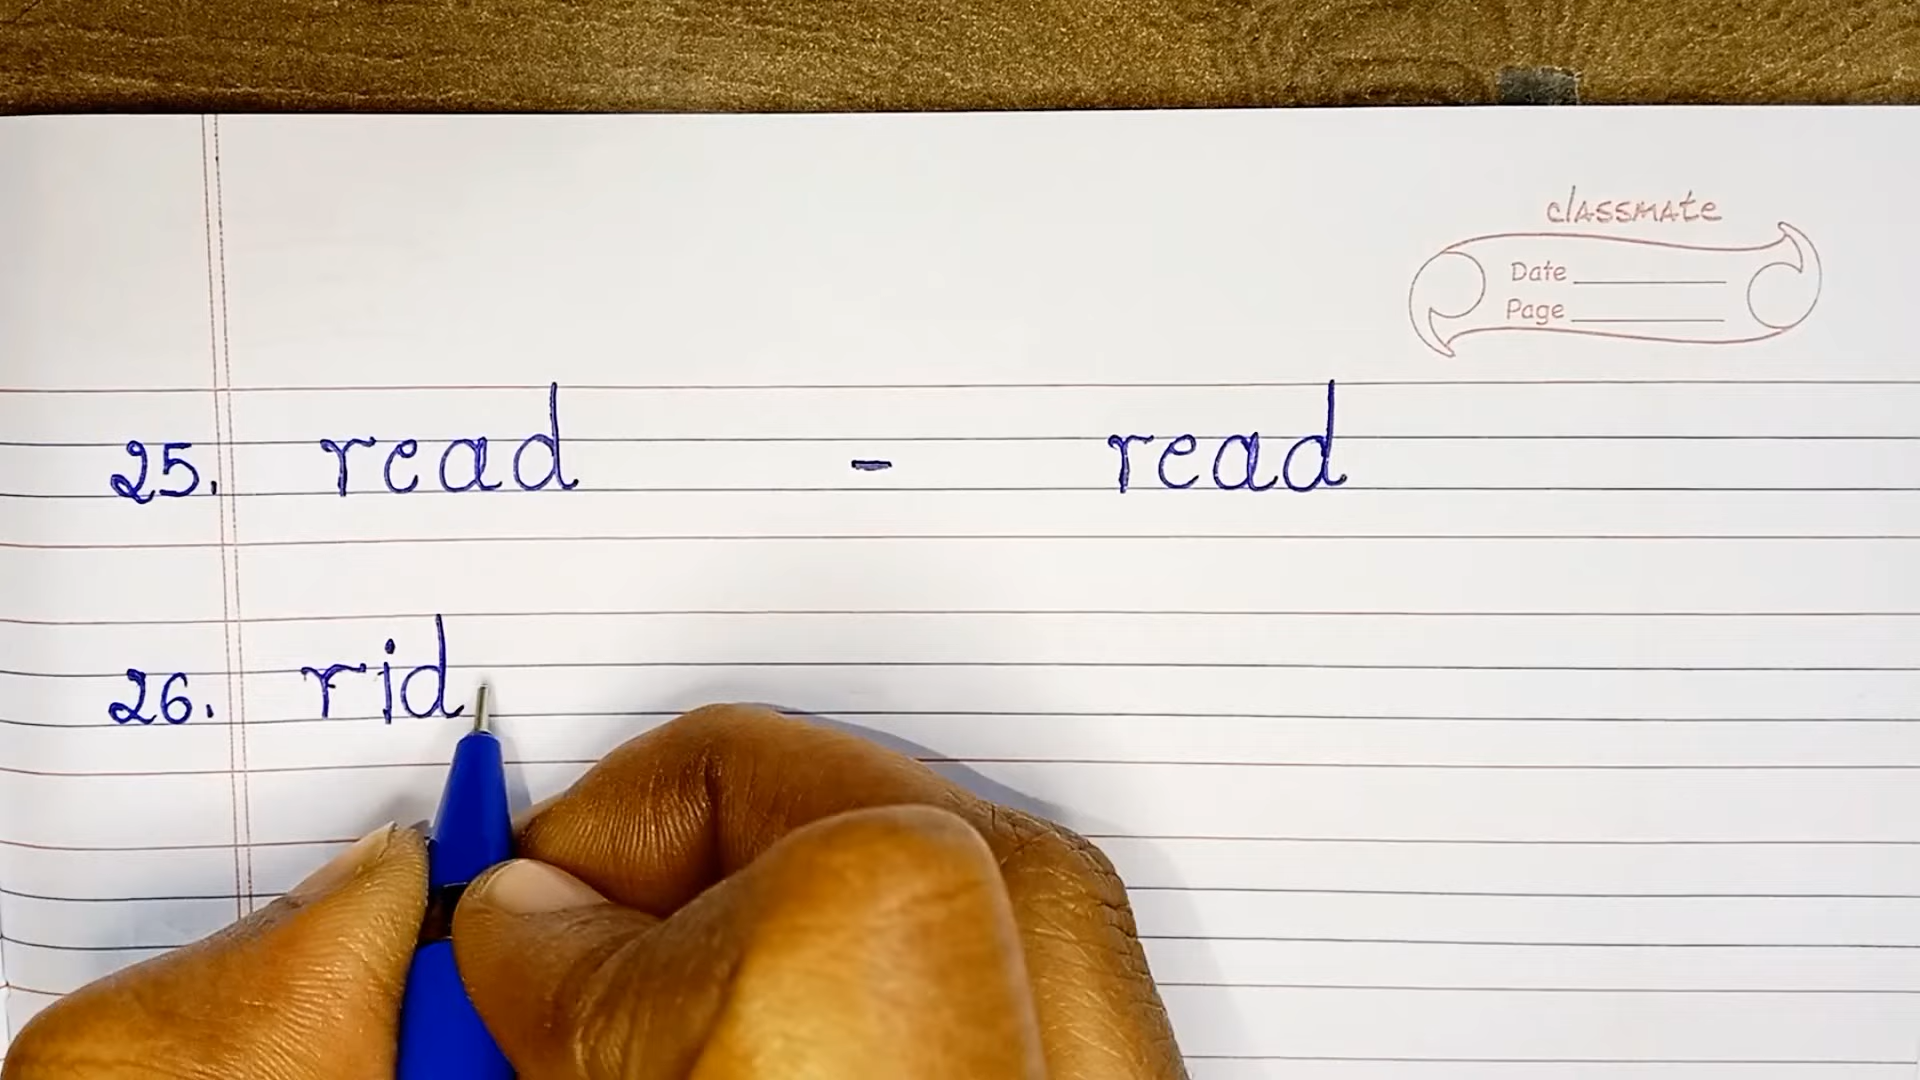 classmate
Date
Page
25. read - read
26. rid